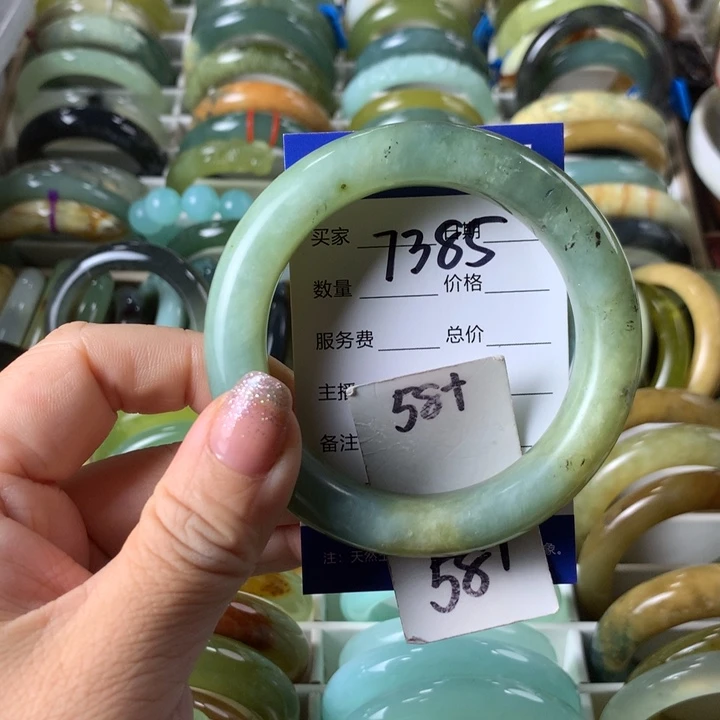 买家 日期
7385
数量 价格
服务费 总价
主播
58+
备注
注：天然 象。
58+